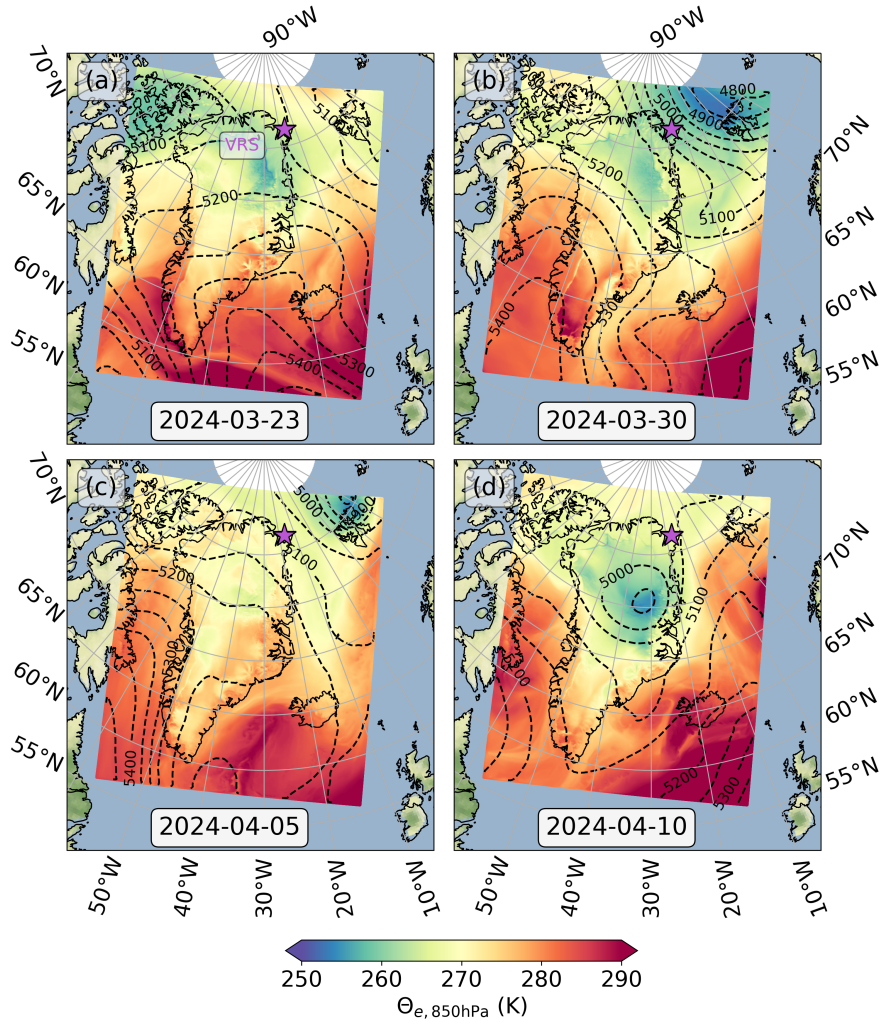 90°W 90°W
70°N (a) (b)
5100 5100 VRS 5200 5100 5400 5300
4800 5000 4900 5200 5100 5400 5300
65°N 60°N 55°N
70°N 65°N 60°N 55°N
2024-03-23 2024-03-30
70°N (c) (d)
5000 4900 5100 5200 5300 5400
5000 5100 5200 5200 5300
65°N 60°N 55°N
70°N 65°N 60°N 55°N
2024-04-05 2024-04-10
50°W 40°W 30°W 20°W 10°W 50°W 40°W 30°W 20°W 10°W
250 260 270 280 290
Θe, 850hPa (K)